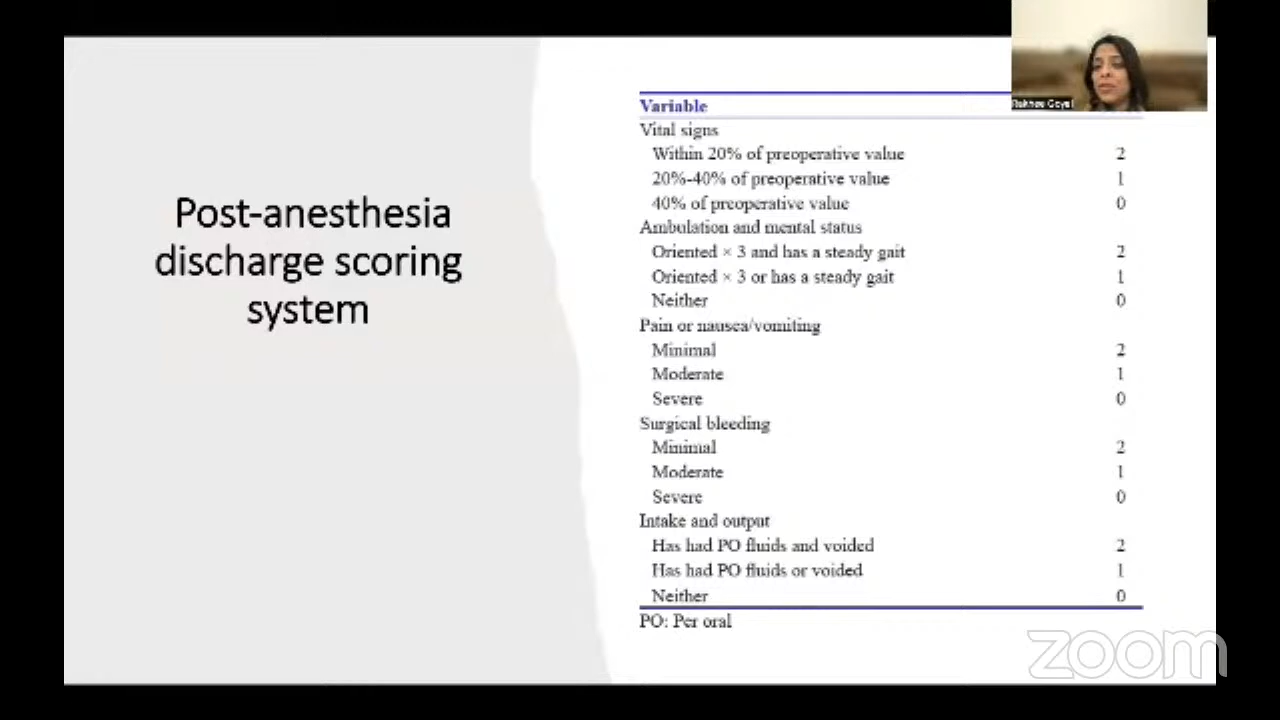 Post-anesthesia
discharge scoring
system
Rakhee Goyal
Variable
Vital signs
Within 20% of preoperative value 2
20%-40% of preoperative value 1
40% of preoperative value 0
Ambulation and mental status
Oriented × 3 and has a steady gait 2
Oriented × 3 or has a steady gait 1
Neither 0
Pain or nausea/vomiting
Minimal 2
Moderate 1
Severe 0
Surgical bleeding
Minimal 2
Moderate 1
Severe 0
Intake and output
Has had PO fluids and voided 2
Has had PO fluids or voided 1
Neither 0
PO: Per oral
zoom